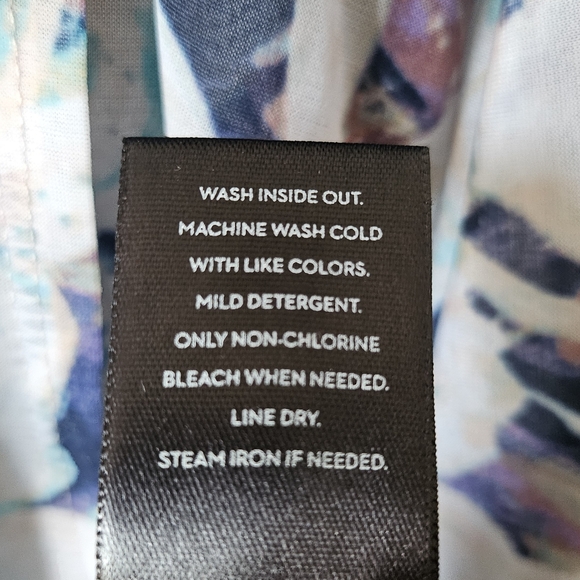 WASH INSIDE OUT.
MACHINE WASH COLD
WITH LIKE COLORS.
MILD DETERGENT.
ONLY NON-CHLORINE
BLEACH WHEN NEEDED.
LINE DRY.
STEAM IRON IF NEEDED.